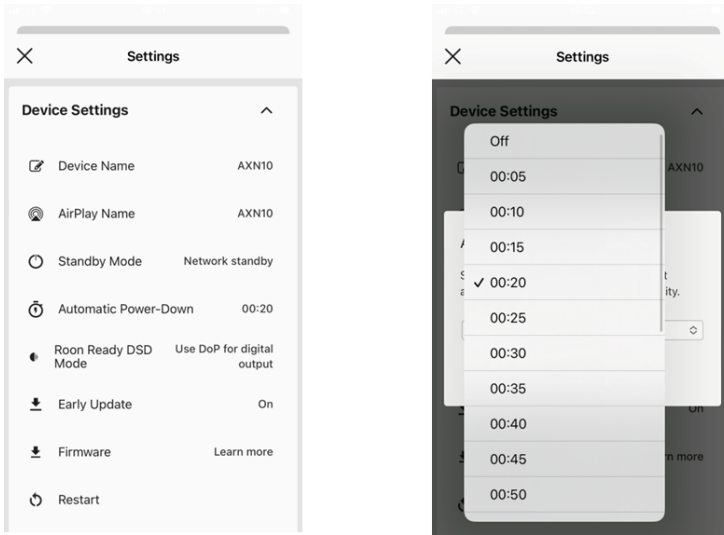 Settings
Device Settings
Device Name AXN10
AirPlay Name AXN10
Standby Mode Network standby
Automatic Power-Down 00:20
Roon Ready DSD Mode Use DoP for digital output
Early Update On
Firmware Learn more
Restart
Settings
Device Settings
Off
00:05
AXN10
00:10
00:15
00:20
ity.
00:25
00:30
00:35
00:40
On
00:45
rn more
00:50